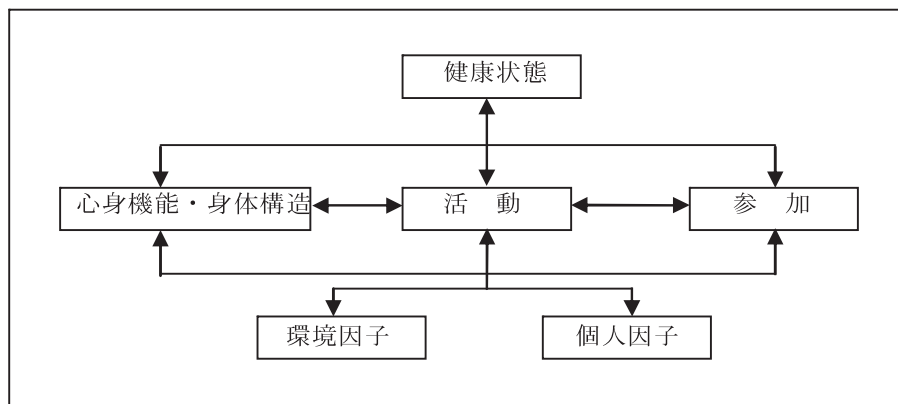 健康状態
心身機能・身体構造
活　動
参　加
環境因子
個人因子